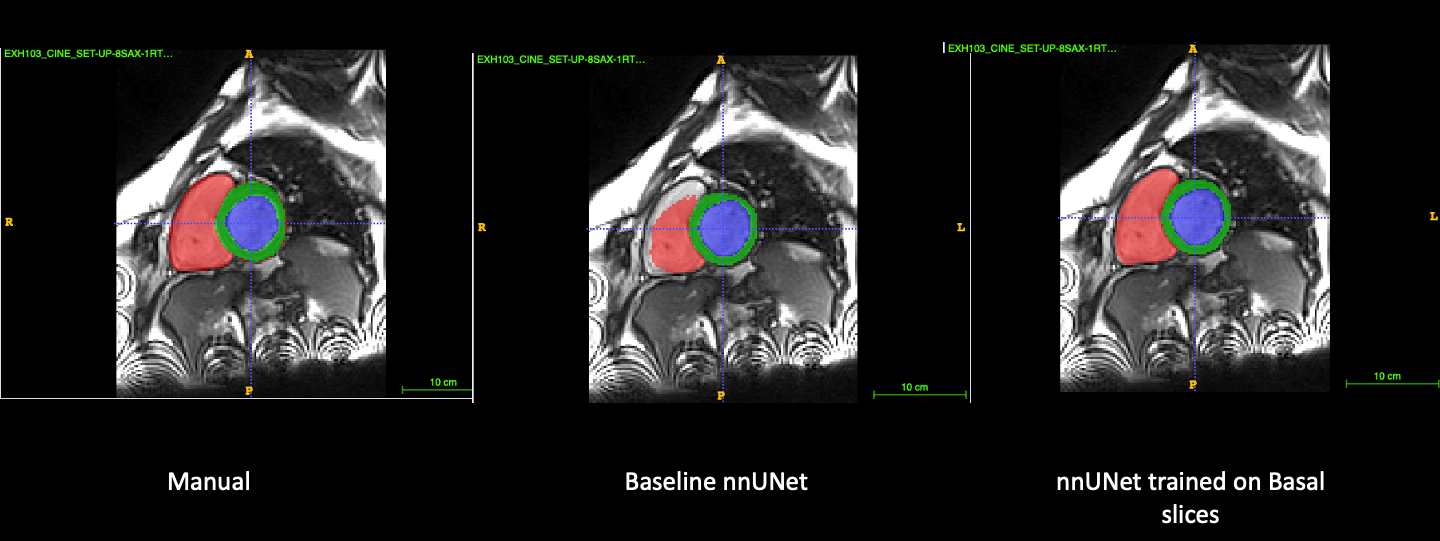 EXH103_CINE_SET-UP-8SAX-1RT...
A
R
10 cm
P
Manual
EXH103_CINE_SET-UP-8SAX-1RT...
A
R
L
10 cm
P
Baseline nnUNet
EXH103_CINE_SET-UP-8SAX-1RT...
A
L
10 cm
P
nnUNet trained on Basal
slices